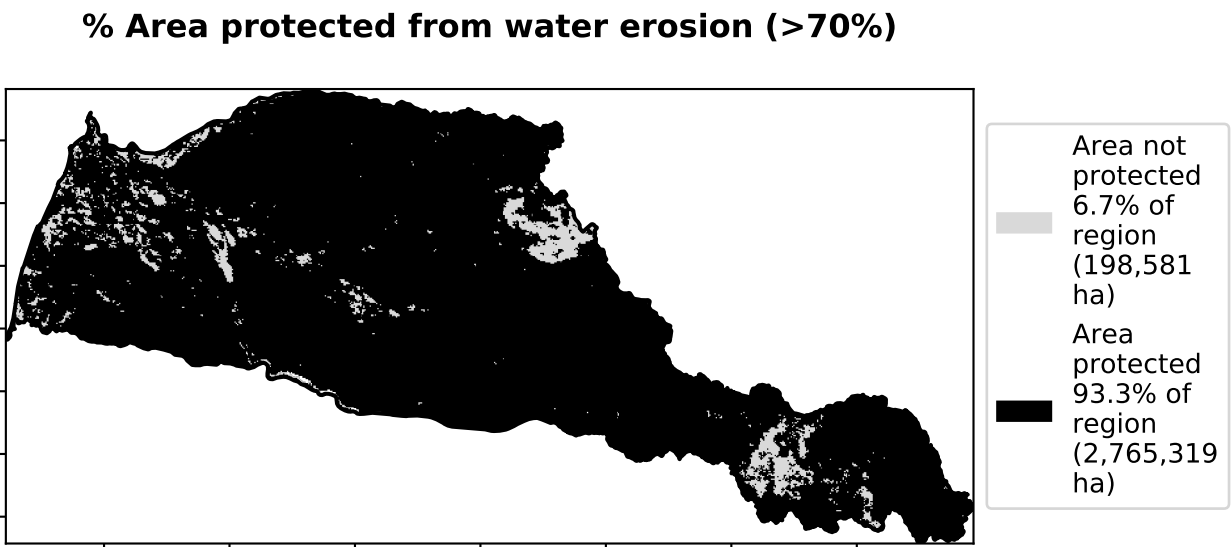 % Area protected from water erosion (>70%)
Area not
protected
6.7% of
region
(198,581
ha)
Area
protected
93.3% of
region
(2,765,319
ha)